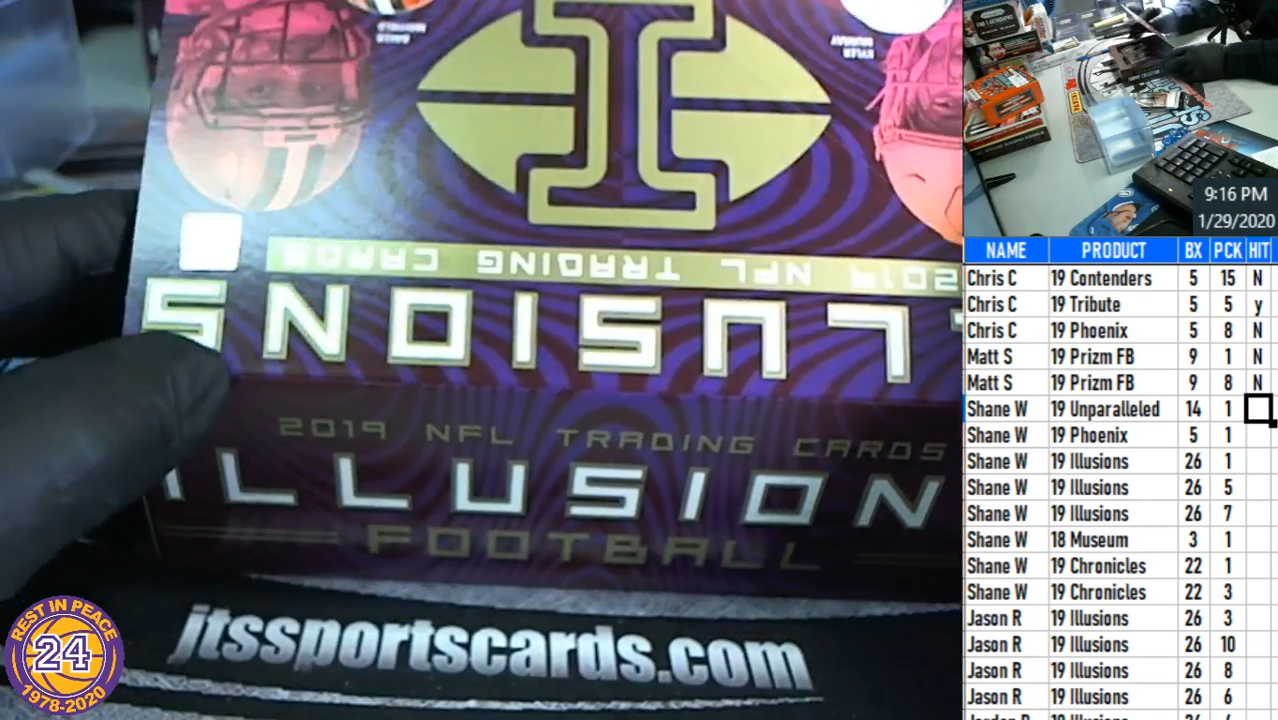 BAKER MAYFIELD
KYLER MURRAY
2019 NFL TRADING CARDS
LLUSIONS
2019 NFL TRADING CARDS
ILLUSION
FOOTBALL
jtssportscards.com
REST IN PEACE
24
1978-2020
9:16 PM
1/29/2020
NAME PRODUCT BX PCK HIT
Chris C 19 Contenders 5 15 N
Chris C 19 Tribute 5 5 y
Chris C 19 Phoenix 5 8 N
Matt S 19 Prizm FB 9 1 N
Matt S 19 Prizm FB 9 8 N
Shane W 19 Unparalleled 14 1
Shane W 19 Phoenix 5 1
Shane W 19 Illusions 26 1
Shane W 19 Illusions 26 5
Shane W 19 Illusions 26 7
Shane W 18 Museum 3 1
Shane W 19 Chronicles 22 1
Shane W 19 Chronicles 22 3
Jason R 19 Illusions 26 3
Jason R 19 Illusions 26 10
Jason R 19 Illusions 26 8
Jason R 19 Illusions 26 6